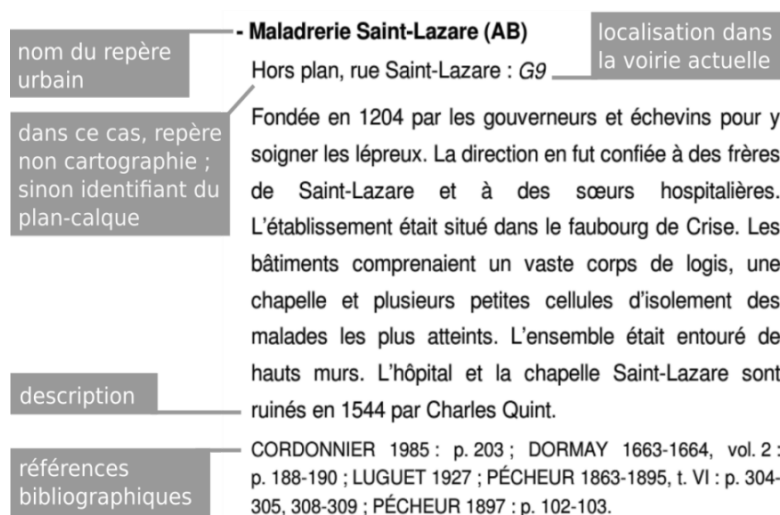 nom du repère
urbain
- Maladrerie Saint-Lazare (AB)
localisation dans
la voirie actuelle
Hors plan, rue Saint-Lazare : G9
dans ce cas, repère
non cartographie ;
sinon identifiant du
plan-calque
Fondée en 1204 par les gouverneurs et échevins pour y
soigner les lépreux. La direction en fut confiée à des frères
de Saint-Lazare et à des sœurs hospitalières.
L'établissement était situé dans le faubourg de Crise. Les
bâtiments comprenaient un vaste corps de logis, une
chapelle et plusieurs petites cellules d'isolement des
malades les plus atteints. L'ensemble était entouré de
hauts murs. L'hôpital et la chapelle Saint-Lazare sont
ruinés en 1544 par Charles Quint.
description
références
bibliographiques
CORDONNIER 1985 : p. 203 ; DORMAY 1663-1664, vol. 2 :
p. 188-190 ; LUGUET 1927 ; PÉCHEUR 1863-1895, t. VI : p. 304-
305, 308-309 ; PÉCHEUR 1897 : p. 102-103.